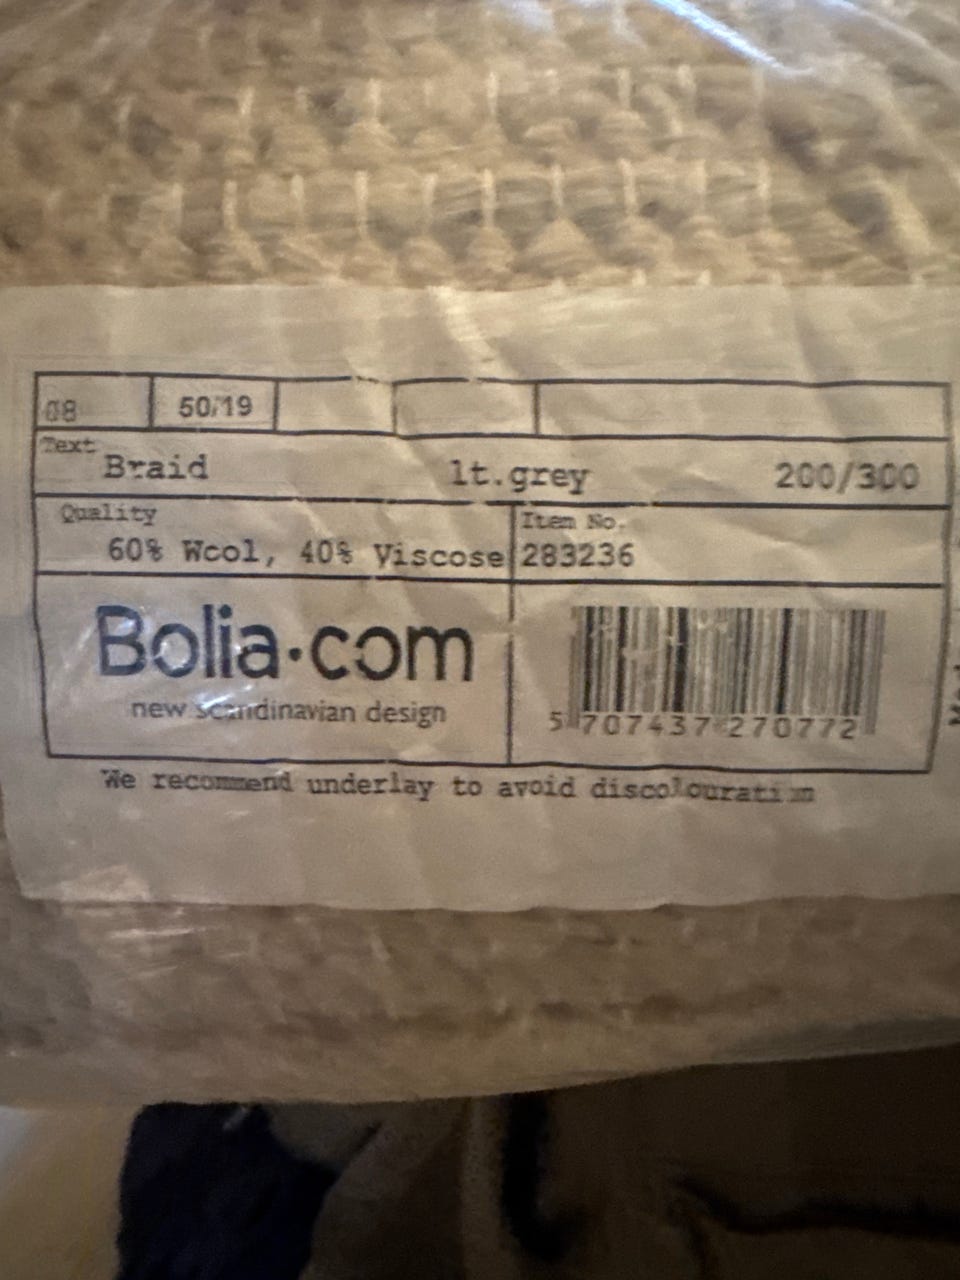 08 50/19
Text
Braid lt.grey 200/300
Quality Item No.
60% Wool, 40% Viscose 283236
Bolia.com
new scandinavian design
5 707437 270772
We recommend underlay to avoid discolouration